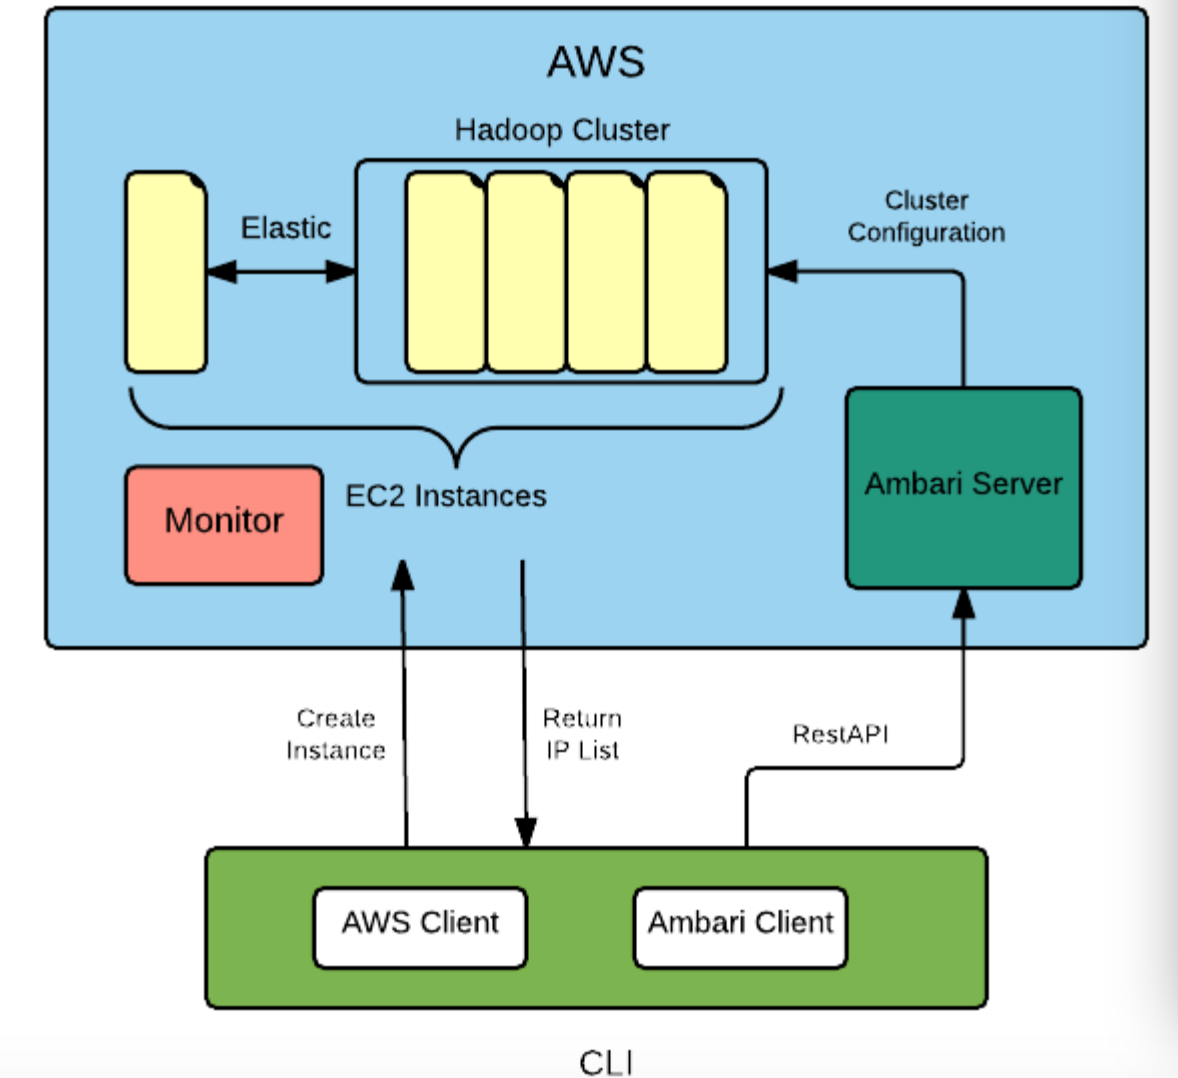 AWS
Hadoop Cluster
Elastic
Cluster
Configuration
EC2 Instances
Monitor
Ambari Server
Create
Instance
Return
IP List
RestAPI
AWS Client
Ambari Client
CLI